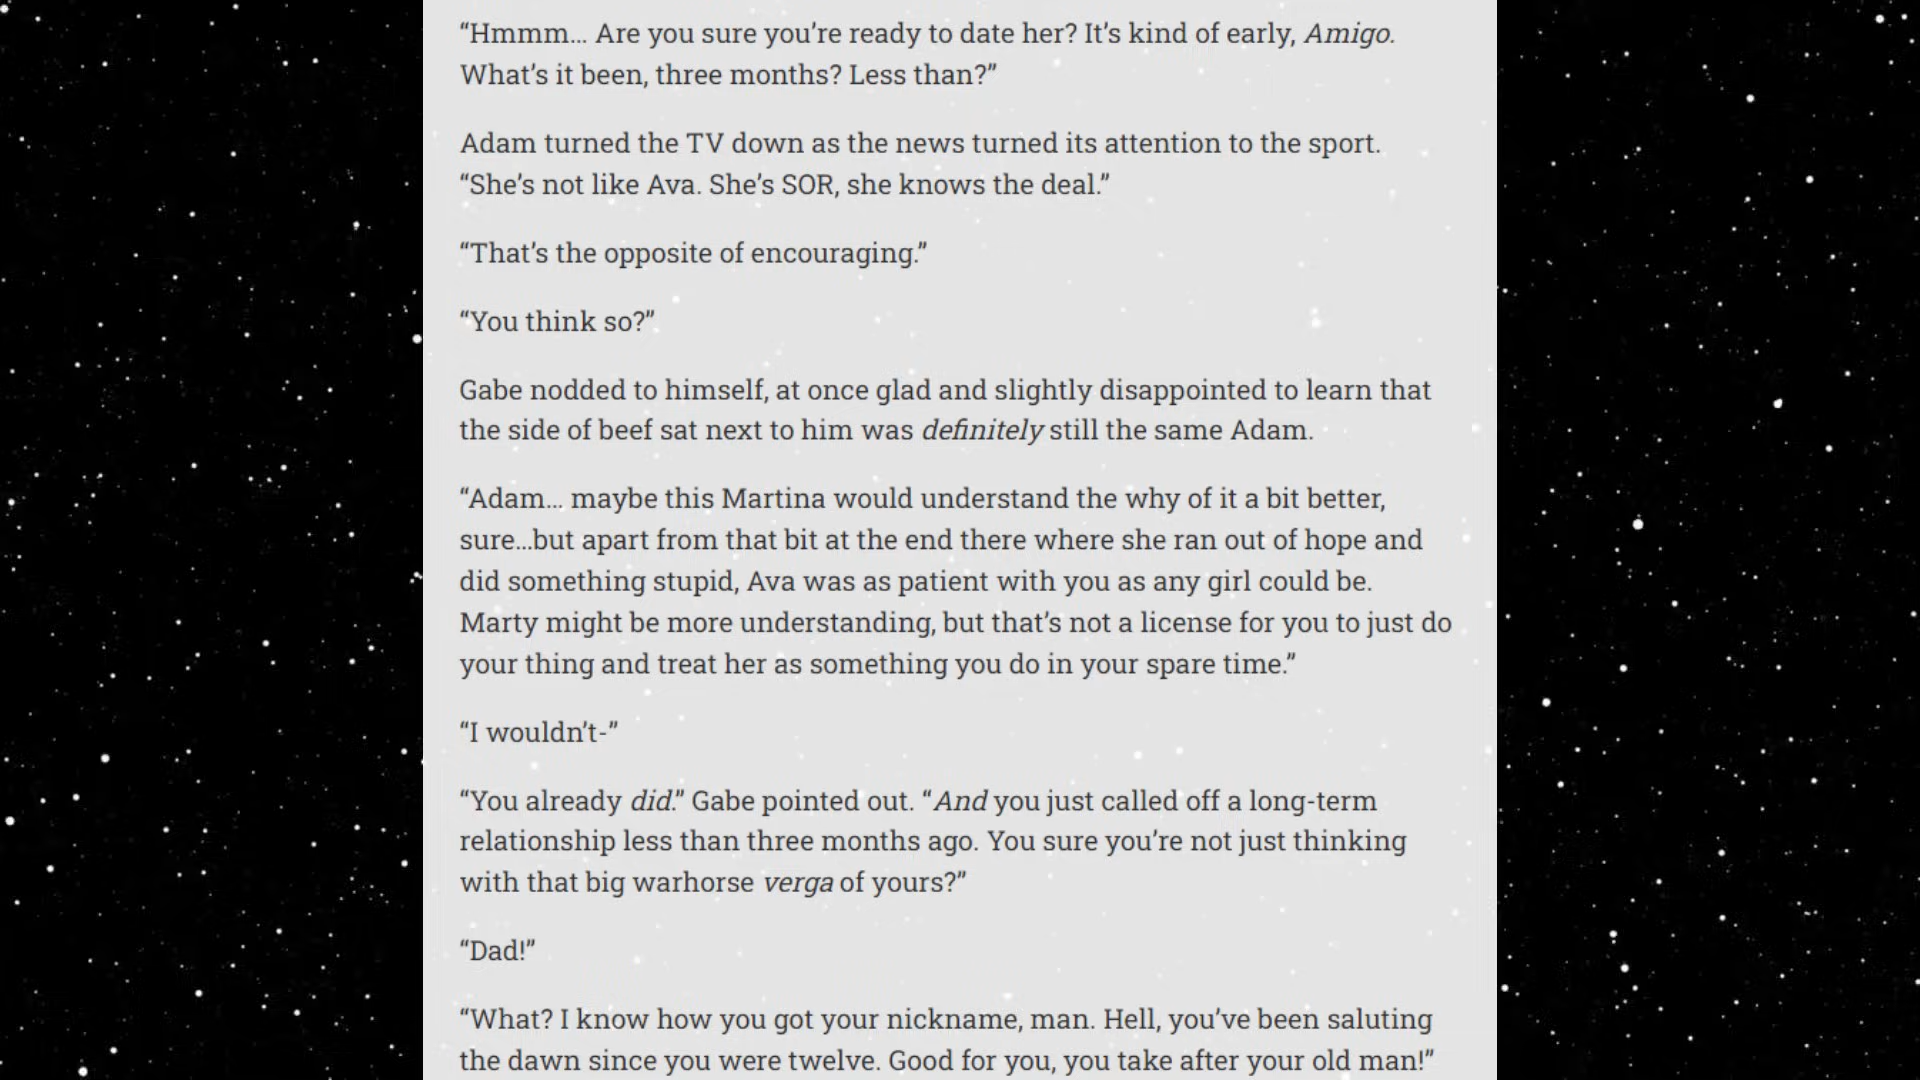 “Hmmm… Are you sure you’re ready to date her? It’s kind of early, Amigo.
What’s it been, three months? Less than?”
Adam turned the TV down as the news turned its attention to the sport.
“She’s not like Ava. She’s SOR, she knows the deal.”
“That’s the opposite of encouraging.”
“You think so?”
Gabe nodded to himself, at once glad and slightly disappointed to learn that
the side of beef sat next to him was definitely still the same Adam.
“Adam… maybe this Martina would understand the why of it a bit better,
sure…but apart from that bit at the end there where she ran out of hope and
did something stupid, Ava was as patient with you as any girl could be.
Marty might be more understanding, but that’s not a license for you to just do
your thing and treat her as something you do in your spare time.”
“I wouldn’t-”
“You already did.” Gabe pointed out. “And you just called off a long-term
relationship less than three months ago. You sure you’re not just thinking
with that big warhorse verga of yours?”
“Dad!”
“What? I know how you got your nickname, man. Hell, you’ve been saluting
the dawn since you were twelve. Good for you, you take after your old man!”